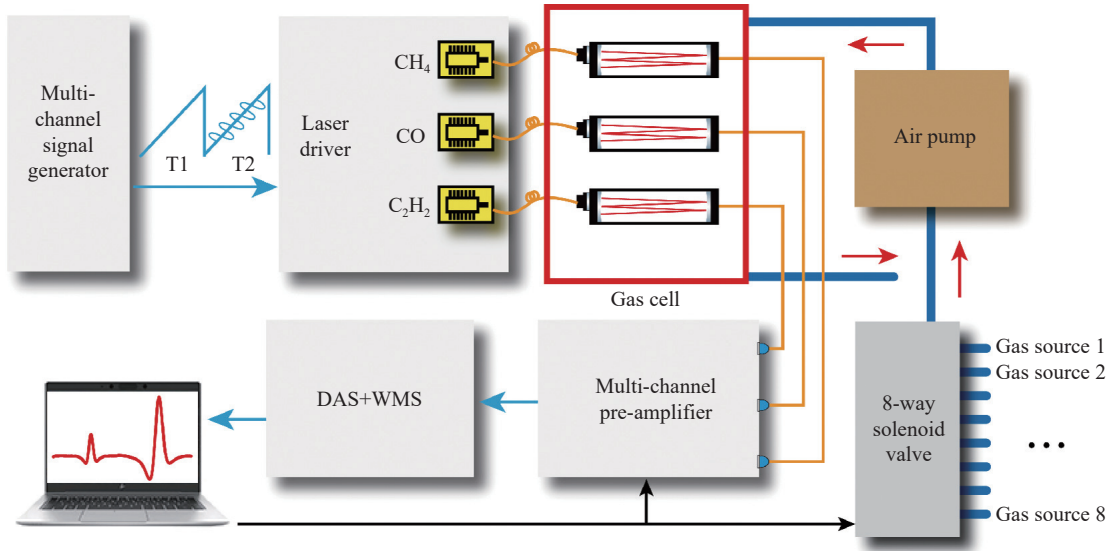 Multi-
channel
signal
generator
T1
T2
Laser
driver
CH₄
CO
C₂H₂
Gas cell
Air pump
DAS+WMS
Multi-channel
pre-amplifier
8-way
solenoid
valve
Gas source 1
Gas source 2
...
Gas source 8